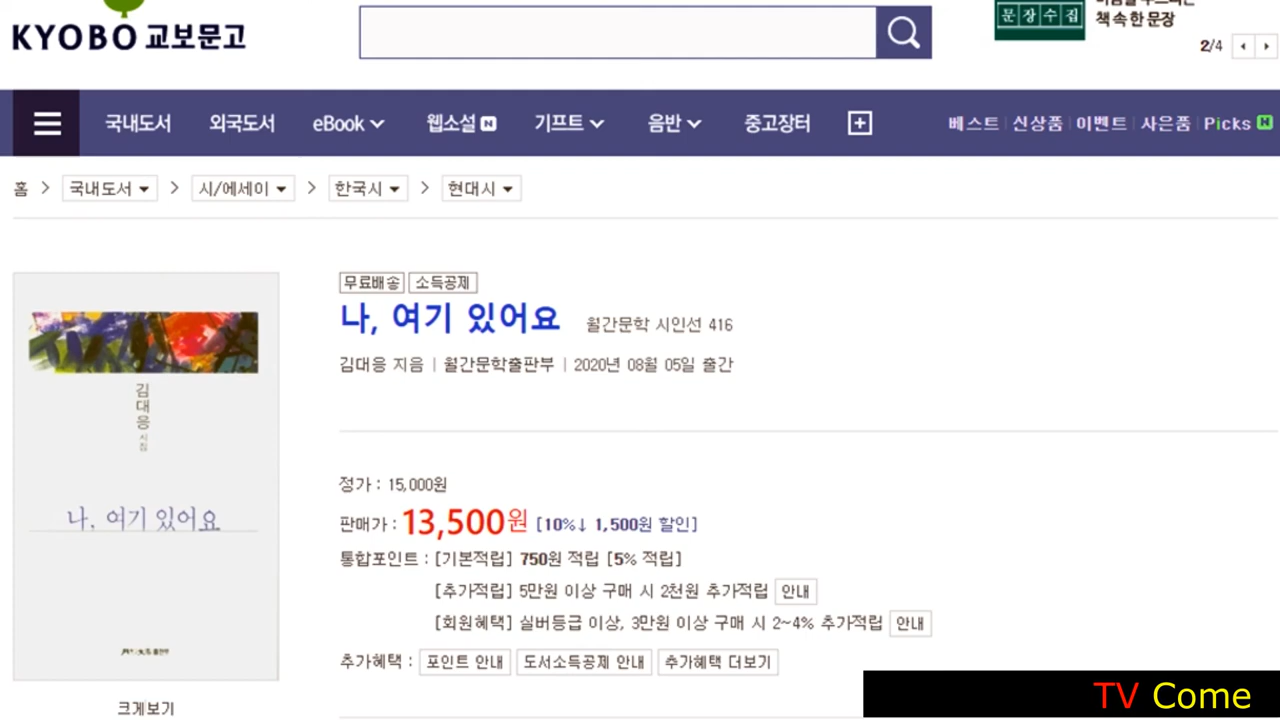 KYOBO 교보문고
문장수집
책 속 한 문장
2/4
국내도서 외국도서 eBook 웹소설 N 기프트 음반 중고장터 베스트 신상품 이벤트 사은품 Picks N
홈 > 국내도서 > 시/에세이 > 한국시 > 현대시
무료배송 소득공제
나, 여기 있어요 월간문학 시인선 416
김대응 지음 | 월간문학출판부 | 2020년 08월 05일 출간
김대응
시집
나, 여기 있어요
정가 : 15,000원
판매가 : 13,500원 [10%↓ 1,500원 할인]
통합포인트 : [기본적립] 750원 적립 [5% 적립]
[추가적립] 5만원 이상 구매 시 2천원 추가적립 안내
[회원혜택] 실버등급 이상, 3만원 이상 구매 시 2~4% 추가적립 안내
추가혜택 : 포인트 안내 도서소득공제 안내 추가혜택 더보기
크게보기
TV Come